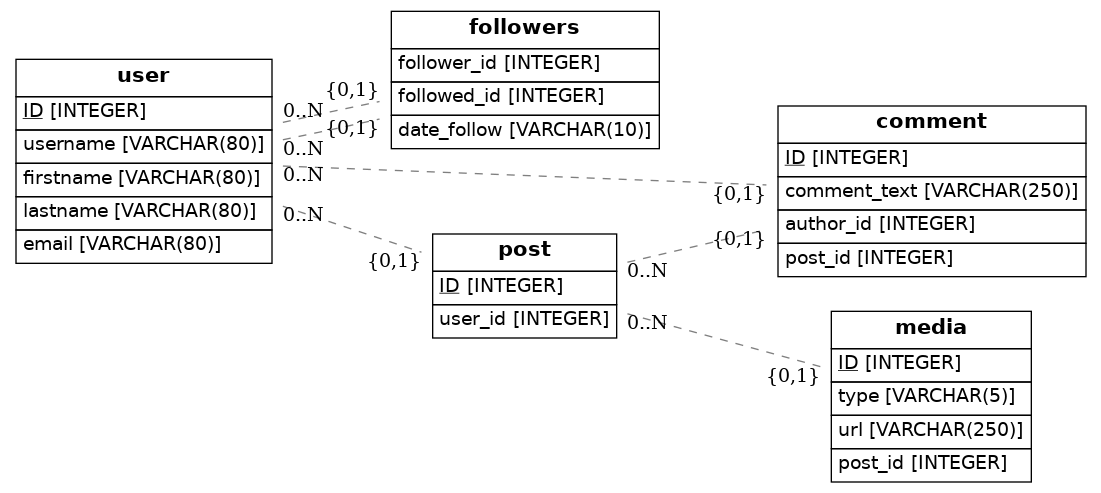 user
ID [INTEGER]
username [VARCHAR(80)]
firstname [VARCHAR(80)]
lastname [VARCHAR(80)]
email [VARCHAR(80)]
followers
follower_id [INTEGER]
followed_id [INTEGER]
date_follow [VARCHAR(10)]
0..N
{0,1}
0..N
{0,1}
0..N
{0,1}
0..N
{0,1}
post
ID [INTEGER]
user_id [INTEGER]
comment
ID [INTEGER]
comment_text [VARCHAR(250)]
author_id [INTEGER]
post_id [INTEGER]
0..N
{0,1}
0..N
{0,1}
media
ID [INTEGER]
type [VARCHAR(5)]
url [VARCHAR(250)]
post_id [INTEGER]